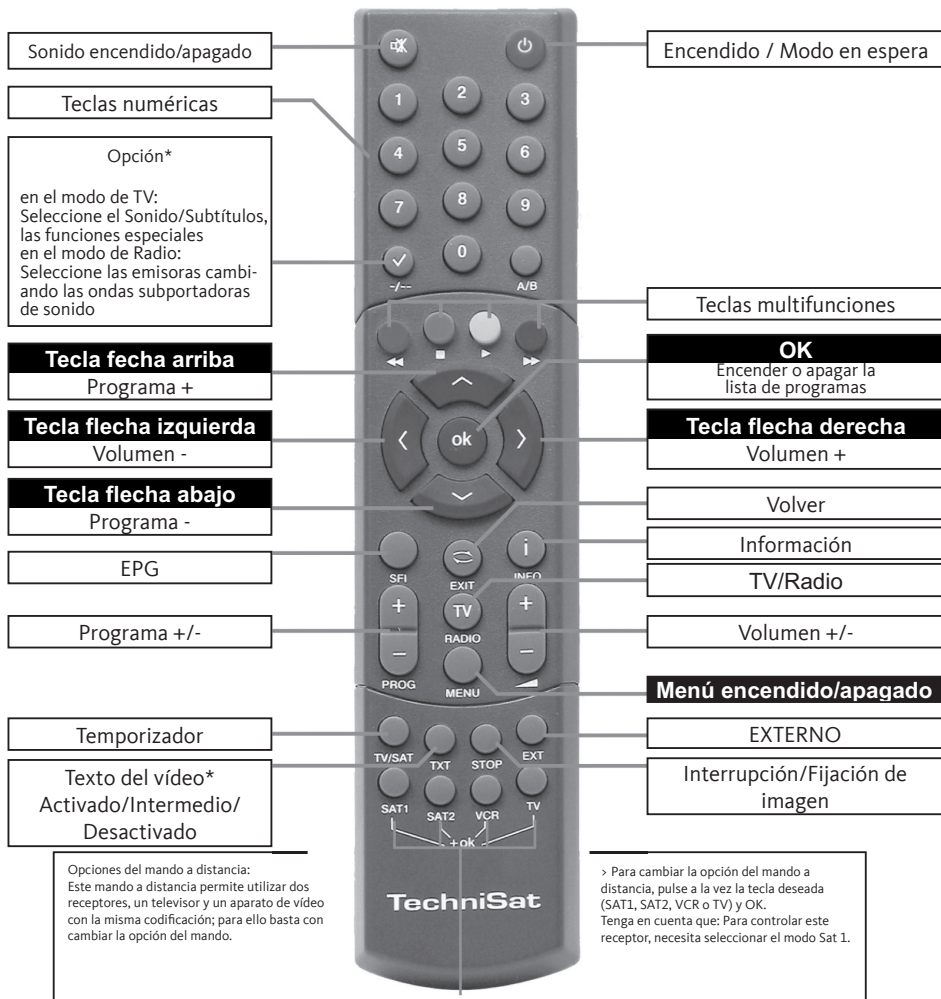 Sonido encendido/apagado
Encendido / Modo en espera
Teclas numéricas
Opción*
en el modo de TV:
Seleccione el Sonido/Subtítulos,
las funciones especiales
en el modo de Radio:
Seleccione las emisoras cambi-
ando las ondas subportadoras
de sonido
Tecla fecha arriba
Programa +
Tecla flecha izquierda
Volumen -
Tecla flecha abajo
Programa -
EPG
Programa +/-
Temporizador
Texto del vídeo*
Activado/Intermedio/
Desactivado
1 2 3
4 5 6
7 8 9
0
-/-- A/B
ok
SFI EXIT i INFO
+ TV +
RADIO
- -
PROG MENU
TV/SAT TXT STOP EXT
SAT1 SAT2 VCR TV
+ok
TechniSat
Teclas multifunciones
OK
Encender o apagar la
lista de programas
Tecla flecha derecha
Volumen +
Volver
Información
TV/Radio
Volumen +/-
Menú encendido/apagado
EXTERNO
Interrupción/Fijación de
imagen
Opciones del mando a distancia:
Este mando a distancia permite utilizar dos
receptores, un televisor y un aparato de vídeo
con la misma codificación; para ello basta con
cambiar la opción del mando.
› Para cambiar la opción del mando a
distancia, pulse a la vez la tecla deseada
(SAT1, SAT2, VCR o TV) y OK.
Tenga en cuenta que: Para controlar este
receptor, necesita seleccionar el modo Sat 1.